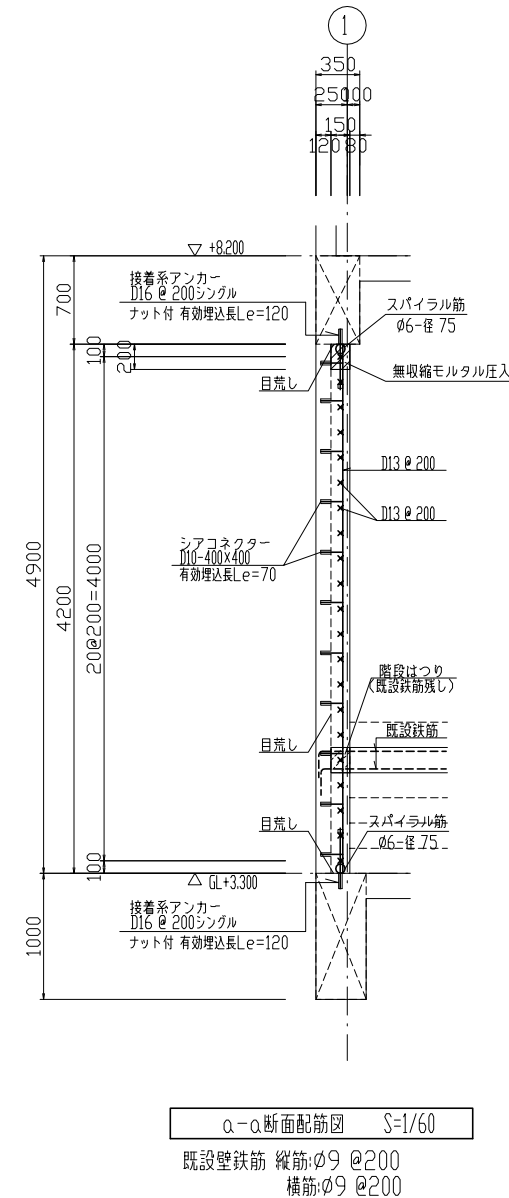 1
350
250
100
150
120
80
+8.200
700
接着系アンカー
D16 @ 200シングル
ナット付 有効埋込長Le=120
スパイラル筋
Ø6-径 75
100
200
目荒し
無収縮モルタル圧入
D13 @ 200
D13 @ 200
シアコネクター
D10-400×400
有効埋込長Le=70
4900
4200
20@200=4000
階段はつり
(既設鉄筋残し)
既設鉄筋
目荒し
目荒し
スパイラル筋
Ø6-径 75
100
GL+3.300
接着系アンカー
D16 @ 200シングル
ナット付 有効埋込長Le=120
1000
a-a断面配筋図 S=1/60
既設壁鉄筋 縦筋:Ø9 @200
横筋:Ø9 @200